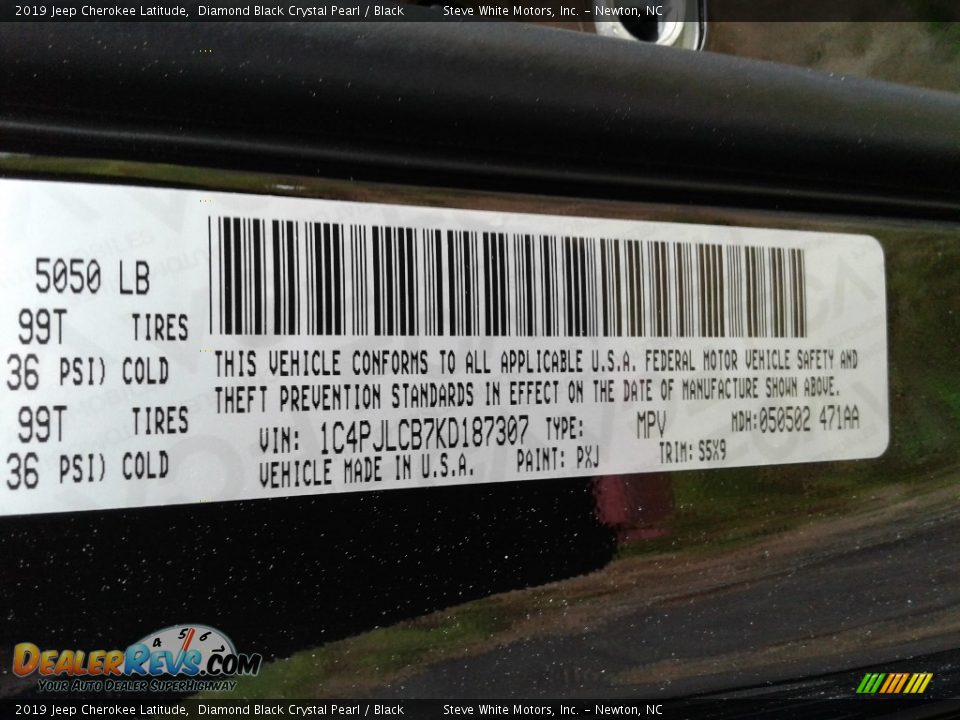 2019 Jeep Cherokee Latitude, Diamond Black Crystal Pearl / Black Steve White Motors, Inc. - Newton, NC
5050 LB
99T TIRES
36 PSI) COLD
99T TIRES
36 PSI) COLD
THIS VEHICLE CONFORMS TO ALL APPLICABLE U.S.A. FEDERAL MOTOR VEHICLE SAFETY AND
THEFT PREVENTION STANDARDS IN EFFECT ON THE DATE OF MANUFACTURE SHOWN ABOVE.
VIN: 1C4PJLCB7KD187307 TYPE: MPV MDH:050502 471AA
VEHICLE MADE IN U.S.A. PAINT: PXJ TRIM: S5X9
4 5 6
DealerRevs.com
Your Auto Dealer SuperHighway
2019 Jeep Cherokee Latitude, Diamond Black Crystal Pearl / Black Steve White Motors, Inc. - Newton, NC